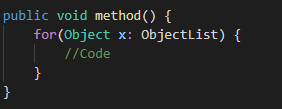 public void method() {
    for(Object x: ObjectList) {
        //Code
    }
}